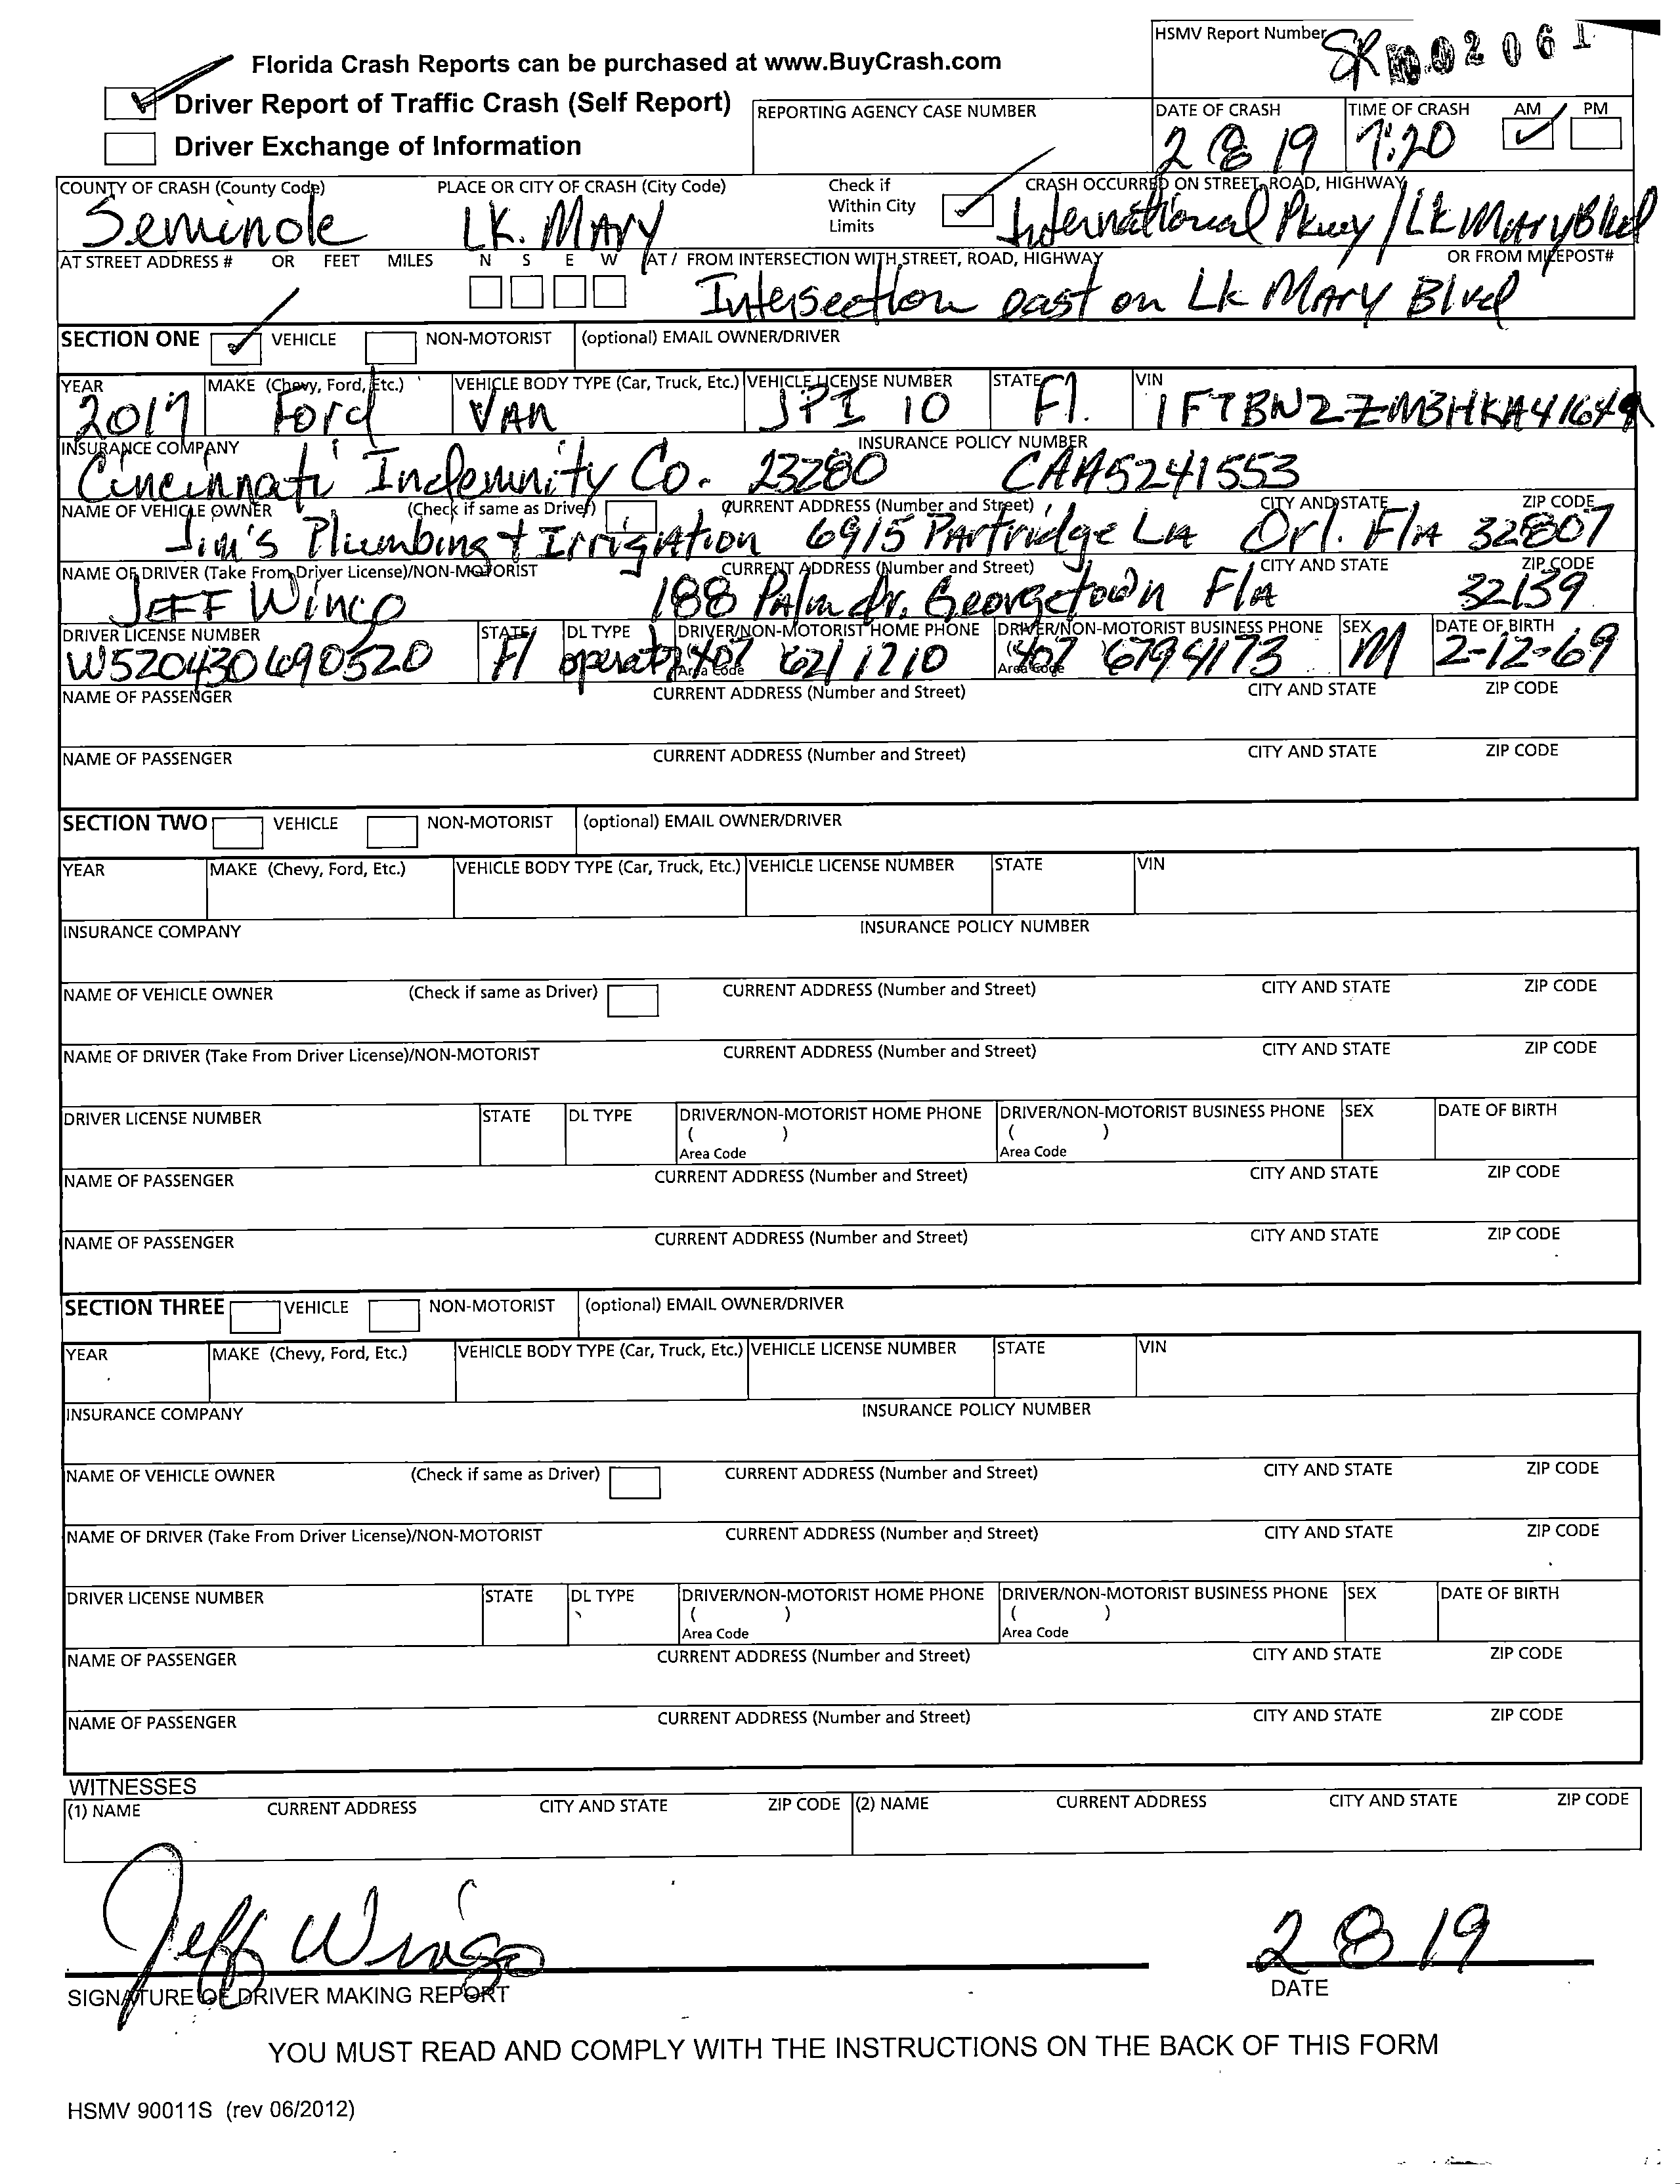 HSMV Report Number
Florida Crash Reports can be purchased at www.BuyCrash.com
Driver Report of Traffic Crash (Self Report)
REPORTING AGENCY CASE NUMBER DATE OF CRASH TIME OF CRASH AM PM
Driver Exchange of Information
2 8 19 7:20
COUNTY OF CRASH (County Code) PLACE OR CITY OF CRASH (City Code) Check if Within City Limits CRASH OCCURRED ON STREET, ROAD, HIGHWAY
Seminole LK. MARY International Pkwy / Lk MARY Blvd
AT STREET ADDRESS # OR FEET MILES N S E W AT / FROM INTERSECTION WITH STREET, ROAD, HIGHWAY OR FROM MILEPOST#
Intersection east on Lk MARY Blvd
SECTION ONE VEHICLE NON-MOTORIST (optional) EMAIL OWNER/DRIVER
YEAR MAKE (Chevy, Ford, Etc.) VEHICLE BODY TYPE (Car, Truck, Etc.) VEHICLE LICENSE NUMBER STATE VIN
2017 Ford VAN JPI 10 Fl.
INSURANCE COMPANY INSURANCE POLICY NUMBER
Cincinnati Indemnity Co. 23280 CAA5241553
NAME OF VEHICLE OWNER (Check if same as Driver) CURRENT ADDRESS (Number and Street) CITY AND STATE ZIP CODE
Jim's Plumbing + Irrigation 6915 Partridge LN Orl. FlA 32807
NAME OF DRIVER (Take From Driver License)/NON-MOTORIST CURRENT ADDRESS (Number and Street) CITY AND STATE ZIP CODE
JEFF Wingo 188 Palm dr. Georgetown FlA 32139
DRIVER LICENSE NUMBER STATE DL TYPE DRIVER/NON-MOTORIST HOME PHONE DRIVER/NON-MOTORIST BUSINESS PHONE SEX DATE OF BIRTH
W520430690520 Fl operator 407 621 1210 407 679 4173 M 2-12-69
Area Code Area Code
NAME OF PASSENGER CURRENT ADDRESS (Number and Street) CITY AND STATE ZIP CODE
NAME OF PASSENGER CURRENT ADDRESS (Number and Street) CITY AND STATE ZIP CODE
SECTION TWO VEHICLE NON-MOTORIST (optional) EMAIL OWNER/DRIVER
YEAR MAKE (Chevy, Ford, Etc.) VEHICLE BODY TYPE (Car, Truck, Etc.) VEHICLE LICENSE NUMBER STATE VIN
INSURANCE COMPANY INSURANCE POLICY NUMBER
NAME OF VEHICLE OWNER (Check if same as Driver) CURRENT ADDRESS (Number and Street) CITY AND STATE ZIP CODE
NAME OF DRIVER (Take From Driver License)/NON-MOTORIST CURRENT ADDRESS (Number and Street) CITY AND STATE ZIP CODE
DRIVER LICENSE NUMBER STATE DL TYPE DRIVER/NON-MOTORIST HOME PHONE DRIVER/NON-MOTORIST BUSINESS PHONE SEX DATE OF BIRTH
( ) ( )
Area Code Area Code
NAME OF PASSENGER CURRENT ADDRESS (Number and Street) CITY AND STATE ZIP CODE
NAME OF PASSENGER CURRENT ADDRESS (Number and Street) CITY AND STATE ZIP CODE
SECTION THREE VEHICLE NON-MOTORIST (optional) EMAIL OWNER/DRIVER
YEAR MAKE (Chevy, Ford, Etc.) VEHICLE BODY TYPE (Car, Truck, Etc.) VEHICLE LICENSE NUMBER STATE VIN
INSURANCE COMPANY INSURANCE POLICY NUMBER
NAME OF VEHICLE OWNER (Check if same as Driver) CURRENT ADDRESS (Number and Street) CITY AND STATE ZIP CODE
NAME OF DRIVER (Take From Driver License)/NON-MOTORIST CURRENT ADDRESS (Number and Street) CITY AND STATE ZIP CODE
DRIVER LICENSE NUMBER STATE DL TYPE DRIVER/NON-MOTORIST HOME PHONE DRIVER/NON-MOTORIST BUSINESS PHONE SEX DATE OF BIRTH
( ) ( )
Area Code Area Code
NAME OF PASSENGER CURRENT ADDRESS (Number and Street) CITY AND STATE ZIP CODE
NAME OF PASSENGER CURRENT ADDRESS (Number and Street) CITY AND STATE ZIP CODE
WITNESSES
(1) NAME CURRENT ADDRESS CITY AND STATE ZIP CODE (2) NAME CURRENT ADDRESS CITY AND STATE ZIP CODE
Jeff Wingo 2 8 19
SIGNATURE OF DRIVER MAKING REPORT DATE
YOU MUST READ AND COMPLY WITH THE INSTRUCTIONS ON THE BACK OF THIS FORM
HSMV 90011S (rev 06/2012)